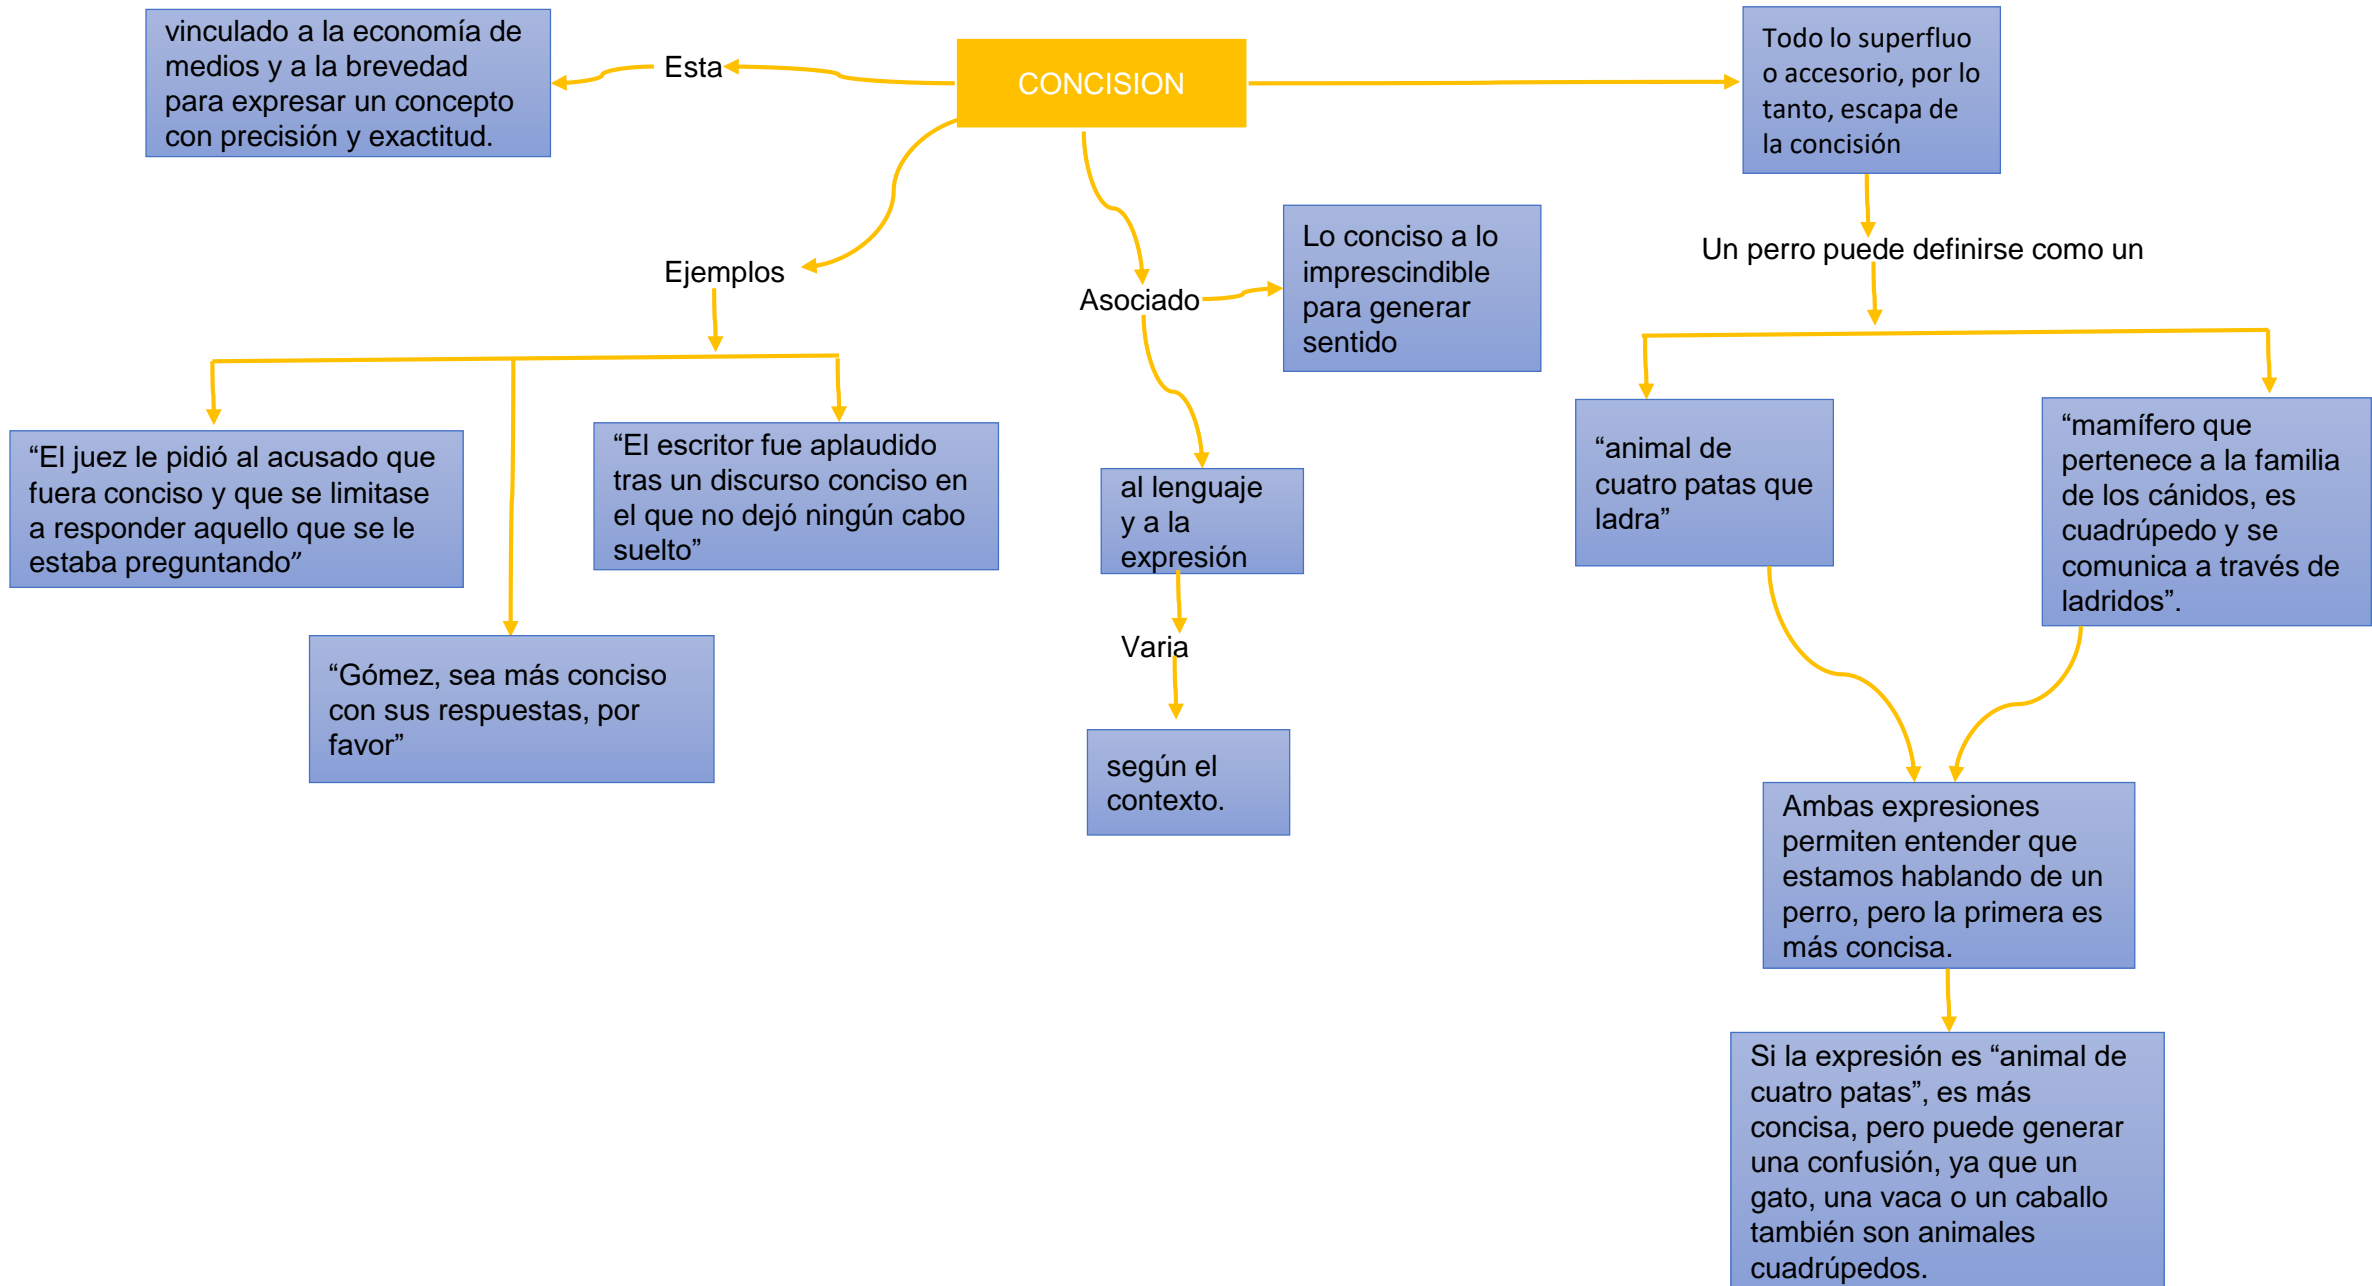 vinculado a la economía de
medios y a la brevedad
para expresar un concepto
con precisión y exactitud.
Esta
CONCISION
Todo lo superfluo
o accesorio, por lo
tanto, escapa de
la concisión
Ejemplos
“El juez le pidió al acusado que
fuera conciso y que se limitase
a responder aquello que se le
estaba preguntando”
“Gómez, sea más conciso
con sus respuestas, por
favor”
“El escritor fue aplaudido
tras un discurso conciso en
el que no dejó ningún cabo
suelto”
Asociado
Lo conciso a lo
imprescindible
para generar
sentido
al lenguaje
y a la
expresión
Varia
según el
contexto.
Un perro puede definirse como un
“animal de
cuatro patas que
ladra”
“mamífero que
pertenece a la familia
de los cánidos, es
cuadrúpedo y se
comunica a través de
ladridos”.
Ambas expresiones
permiten entender que
estamos hablando de un
perro, pero la primera es
más concisa.
Si la expresión es “animal de
cuatro patas”, es más
concisa, pero puede generar
una confusión, ya que un
gato, una vaca o un caballo
también son animales
cuadrúpedos.